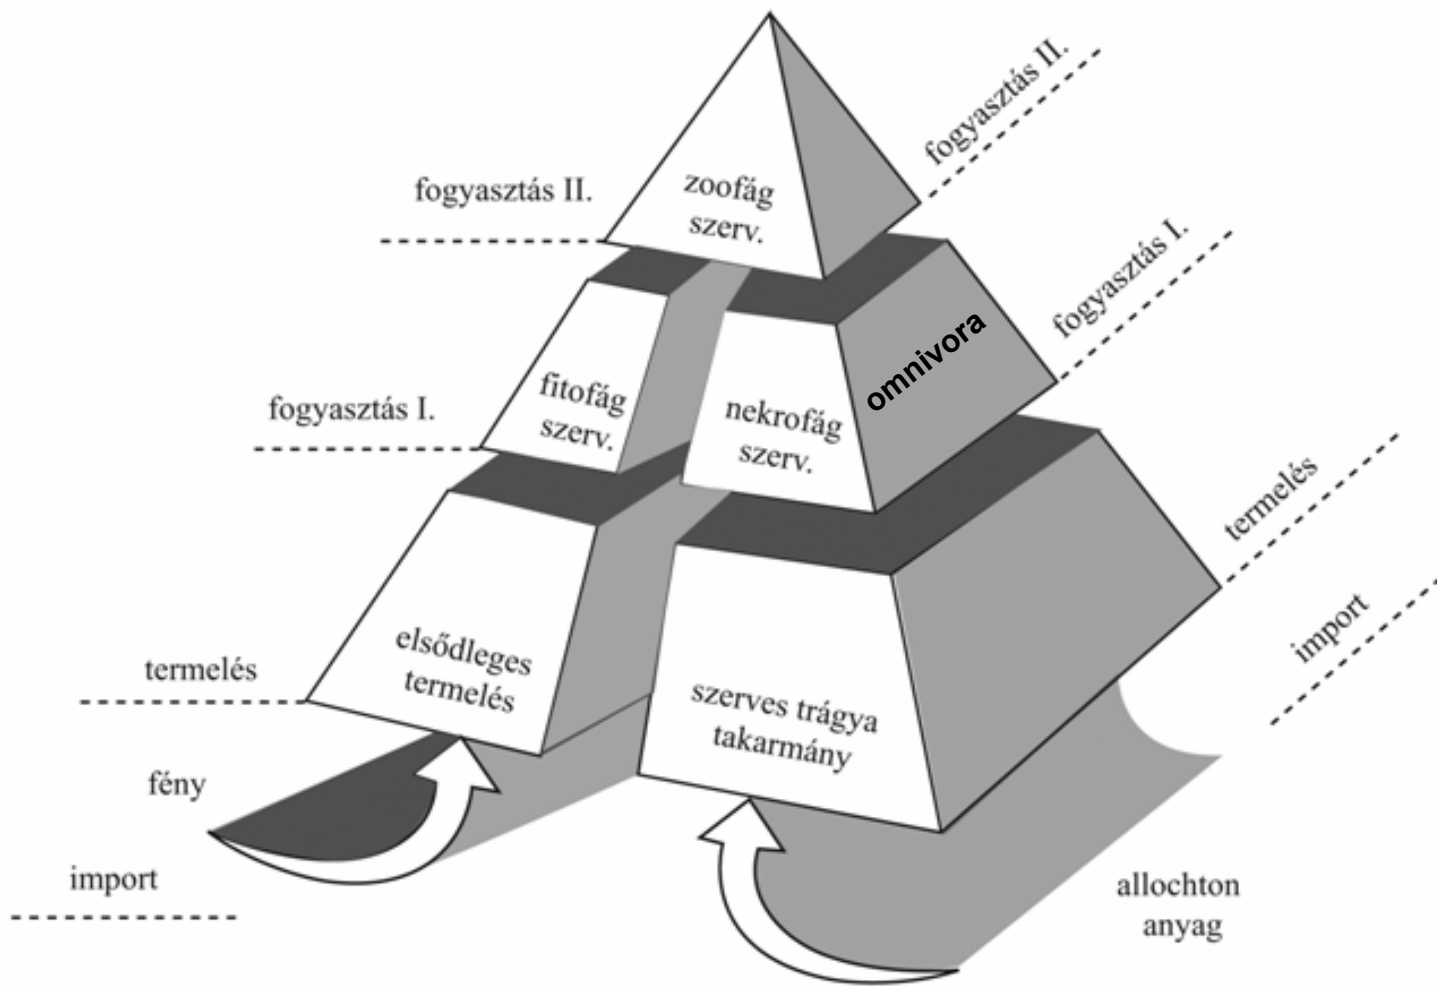 fogyasztás II.
zoofág
szerv.
fogyasztás II.
fogyasztás I.
fitofág
szerv.
nekrofág
szerv.
omnivora
fogyasztás I.
termelés
elsődleges
termelés
szerves trágya
takarmány
termelés
import
fény
import
allochton
anyag